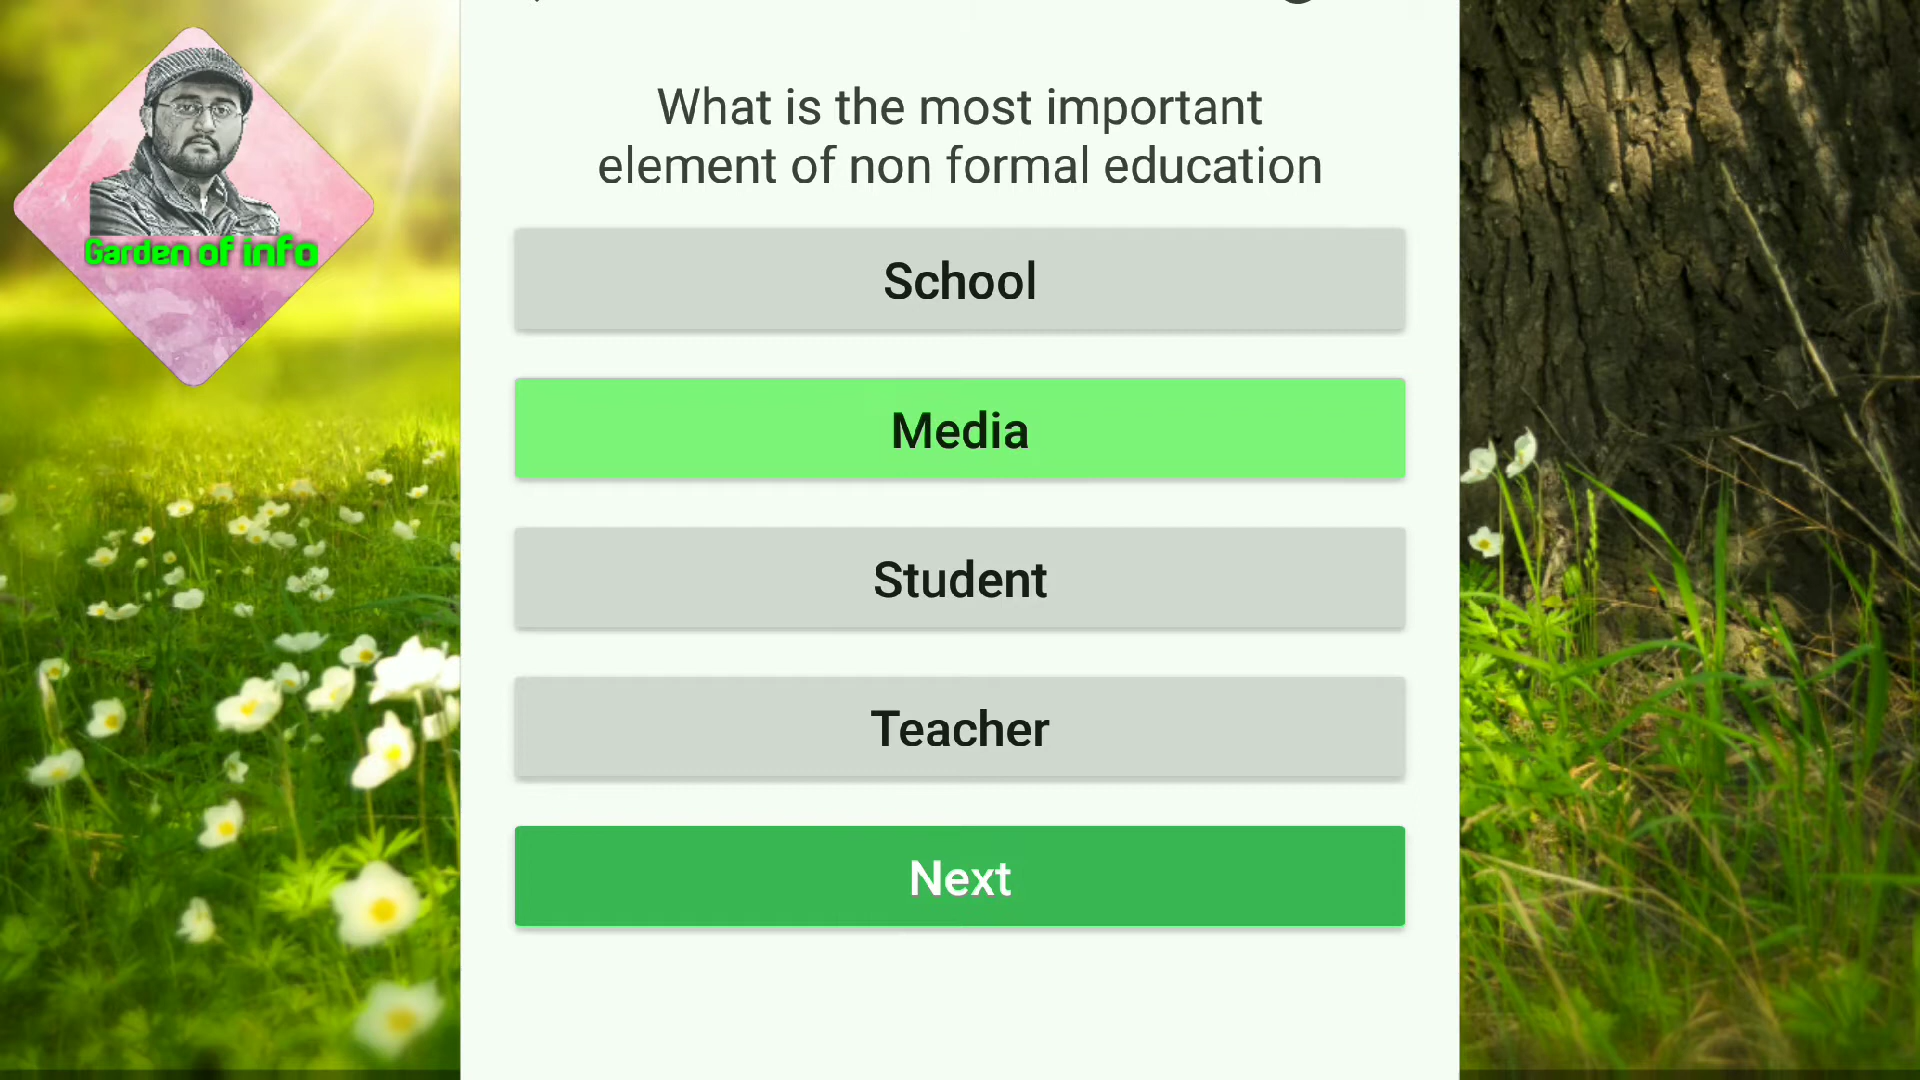 Garden of info
What is the most important
element of non formal education
School
Media
Student
Teacher
Next